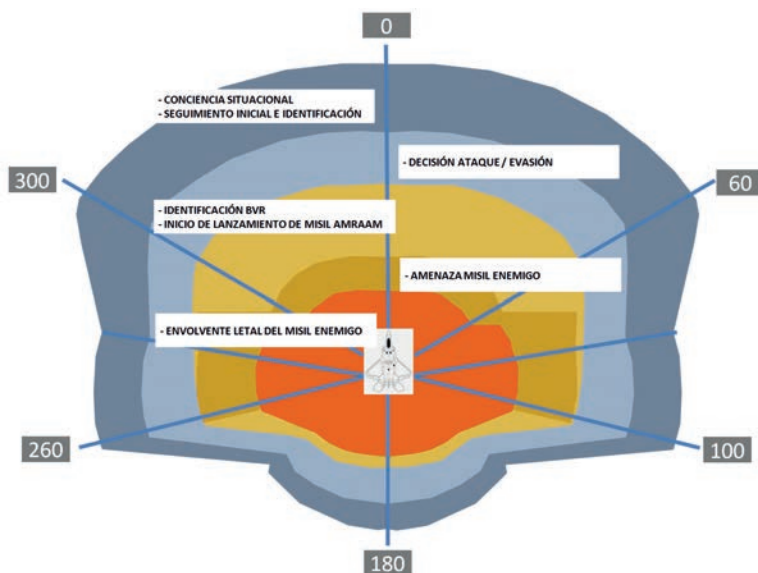 0
- CONCIENCIA SITUACIONAL
- SEGUIMIENTO INICIAL E IDENTIFICACIÓN
- DECISIÓN ATAQUE / EVASIÓN
300
60
- IDENTIFICACIÓN BVR
- INICIO DE LANZAMIENTO DE MISIL AMRAAM
- AMENAZA MISIL ENEMIGO
- ENVOLVENTE LETAL DEL MISIL ENEMIGO
260
100
180